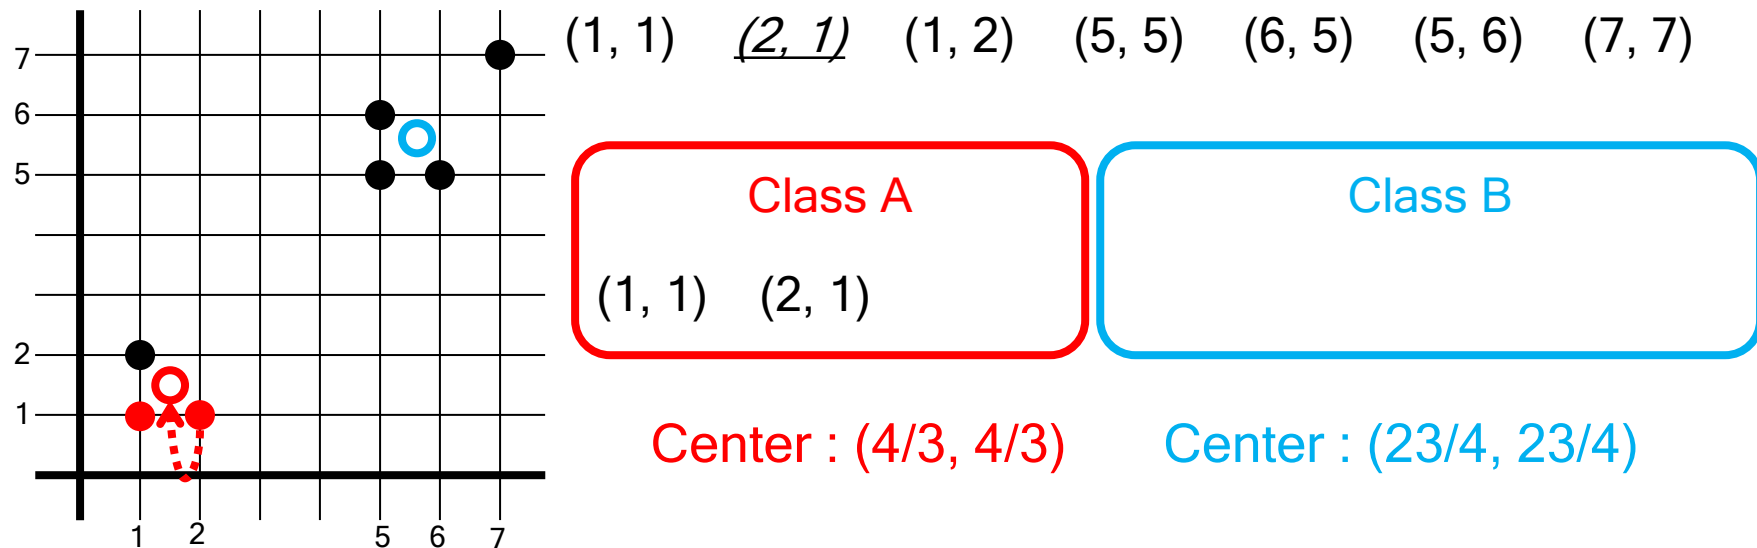 (1, 1) (2, 1) (1, 2) (5, 5) (6, 5) (5, 6) (7, 7)
7
6
5
2
1
1 2 5 6 7
Class A
(1, 1) (2, 1)
Center : (4/3, 4/3)
Class B
Center : (23/4, 23/4)